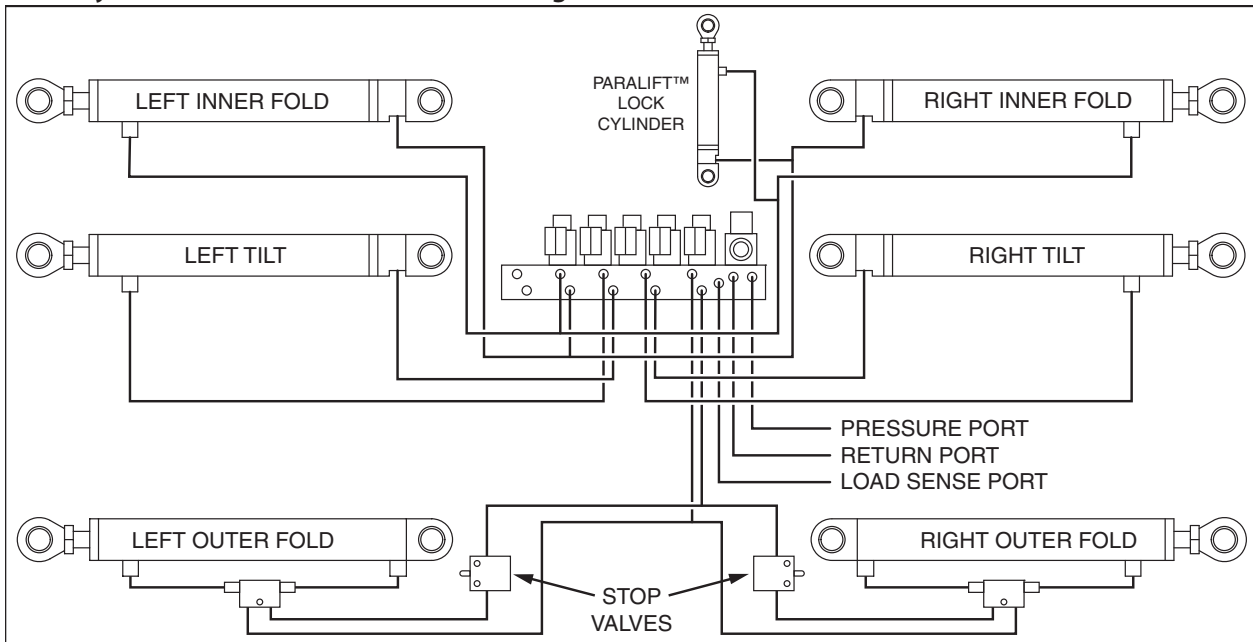 LEFT INNER FOLD
PARALIFT™
LOCK
CYLINDER
RIGHT INNER FOLD
LEFT TILT
RIGHT TILT
PRESSURE PORT
RETURN PORT
LOAD SENSE PORT
LEFT OUTER FOLD
RIGHT OUTER FOLD
STOP
VALVES